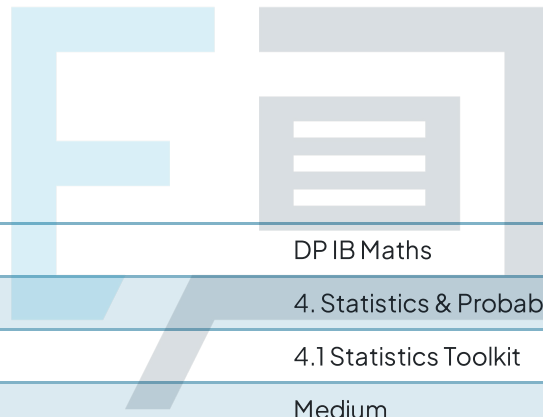 DP IB Maths
4. Statistics & Probab
4.1 Statistics Toolkit
Medium